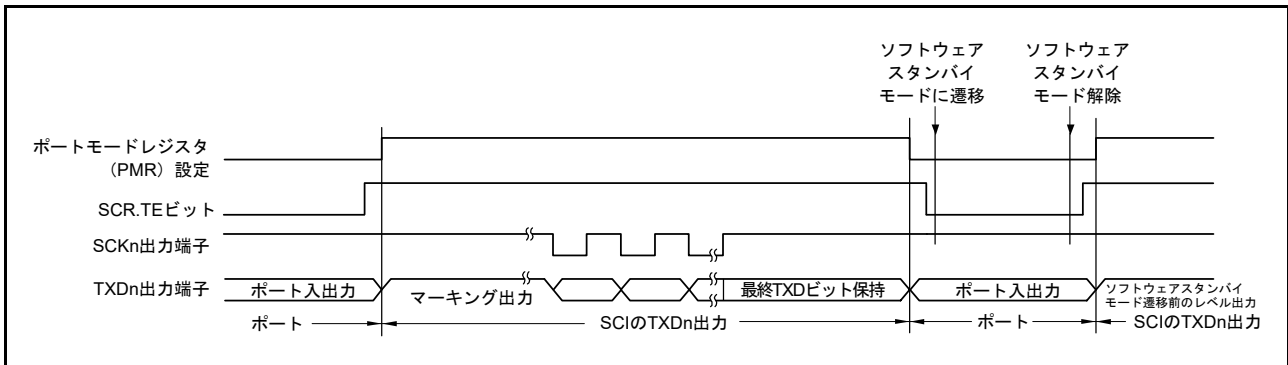 ソフトウェア
スタンバイ
モードに遷移
ソフトウェア
スタンバイ
モード解除
ポートモードレジスタ
（PMR）設定
SCR.TEビット
SCKn出力端子
TXDn出力端子
ポート入出力
マーキング出力
最終TXDビット保持
ポート入出力
ソフトウェアスタンバイ
モード遷移前のレベル出力
ポート
SCIのTXDn出力
ポート
SCIのTXDn出力